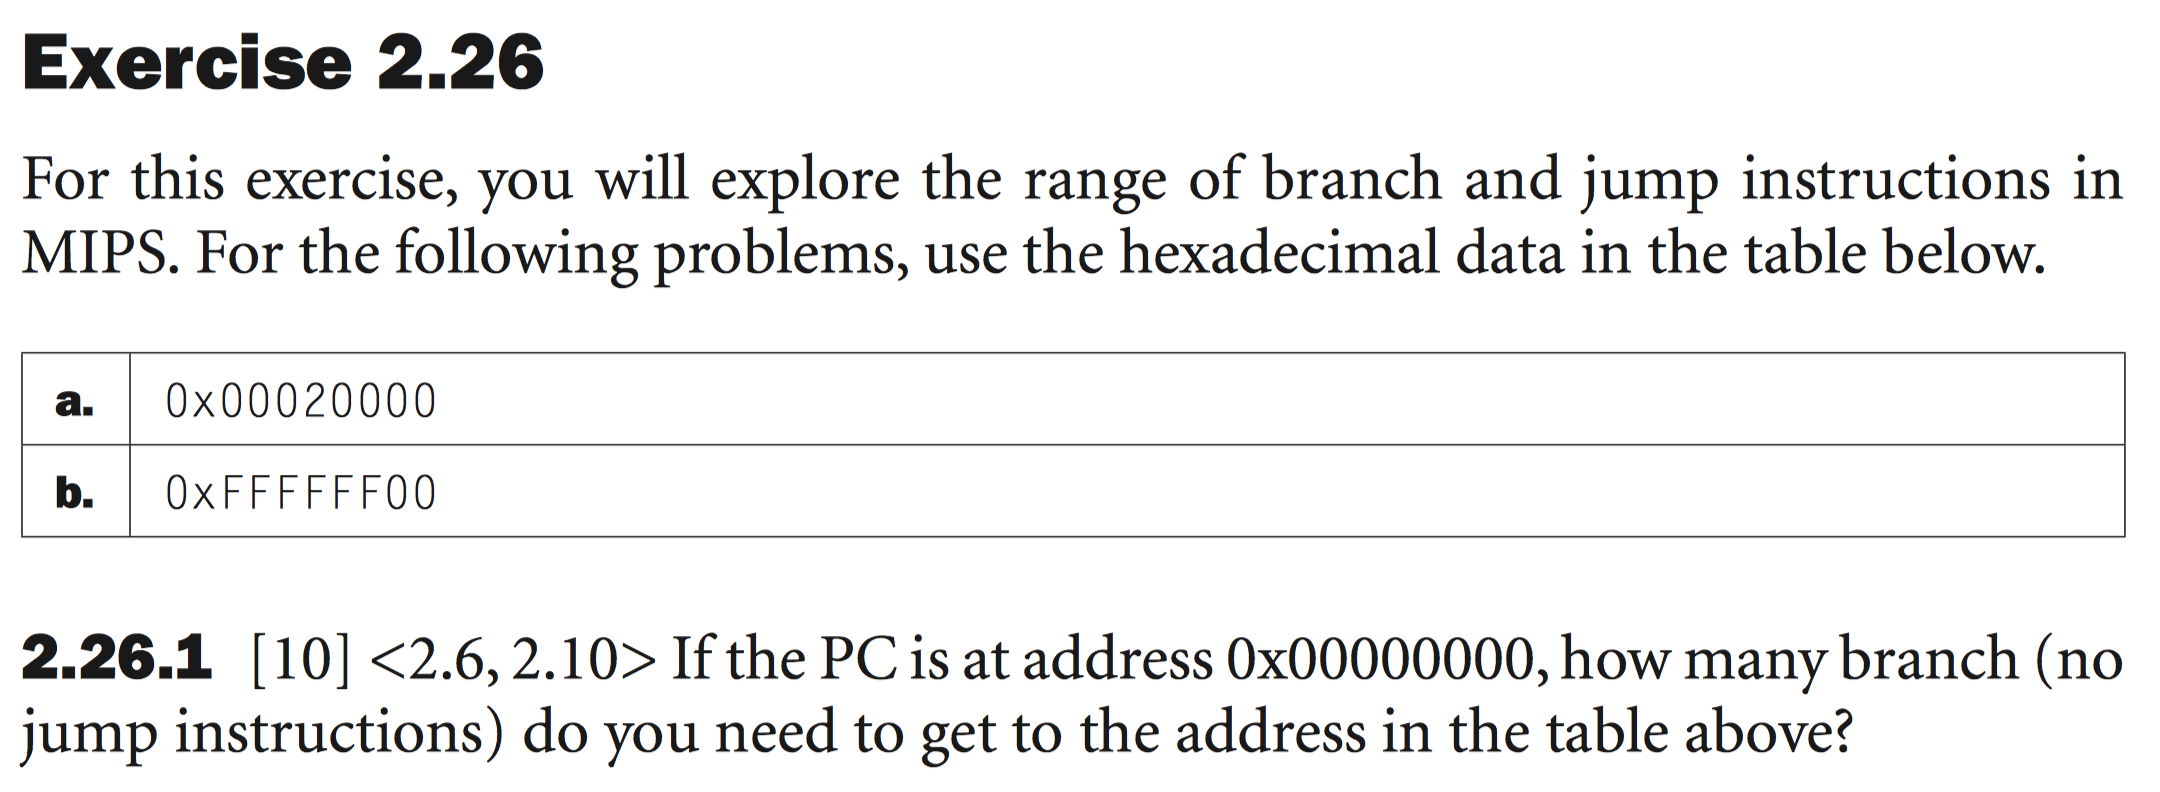 Exercise 2.26
For this exercise, you will explore the range of branch and jump instructions in
MIPS. For the following problems, use the hexadecimal data in the table below.
a. 0x00020000
b. 0xFFFFFF00
2.26.1 [10] <2.6, 2.10> If the PC is at address 0x00000000, how many branch (no
jump instructions) do you need to get to the address in the table above?